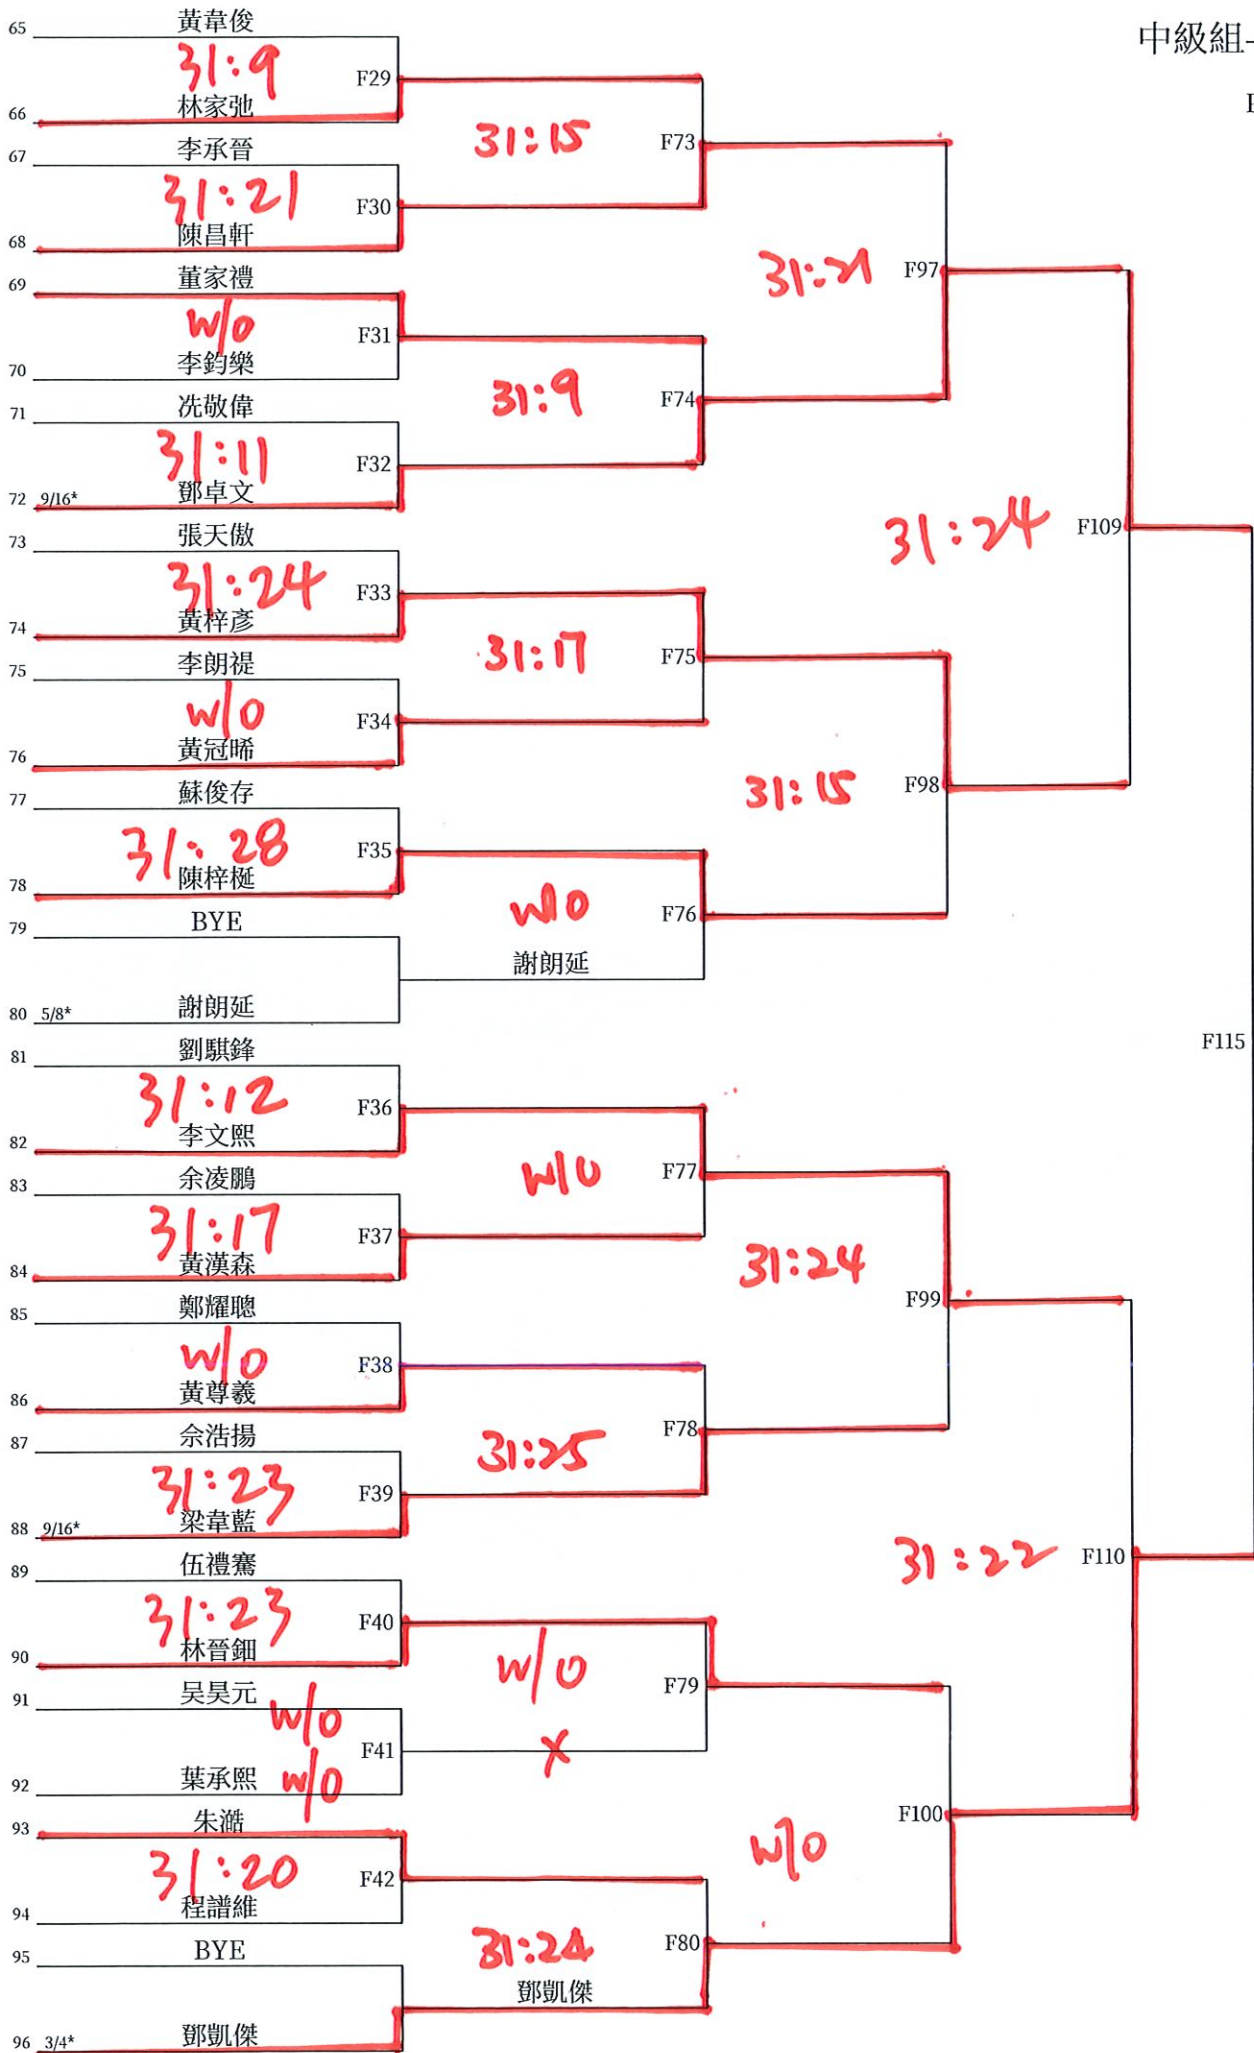 中級組
65 黃韋俊
31:9
F29
66 林家弛
31:15
F73
67 李承晉
31:21
F30
68 陳昌軒
31:21
F97
69 董家禮
W/O
F31
70 李鈞樂
31:9
F74
71 冼敬偉
31:11
F32
72 9/16* 鄧卓文
31:24
F109
73 張天傲
31:24
F33
74 黃梓彥
31:17
F75
75 李朗禔
W/O
F34
76 黃冠晞
31:15
F98
77 蘇俊存
31:28
F35
78 陳梓梴
W/O
F76
79 BYE
謝朗延
80 5/8* 謝朗延
F115
81 劉騏鋒
31:12
F36
82 李文熙
W/O
F77
83 余凌鵬
31:17
F37
84 黃漢森
31:24
F99
85 鄭耀聰
W/O
F38
86 黃尊羲
31:25
F78
87 佘浩揚
31:23
F39
88 9/16* 梁韋藍
31:22
F110
89 伍禮騫
31:23
F40
90 林晉鈿
W/O
F79
91 吴昊元
W/O
F41
X
92 葉承熙 W/O
F100
93 朱澔
31:20
F42
W/O
94 程譜維
31:24
F80
95 BYE
鄧凱傑
96 3/4* 鄧凱傑